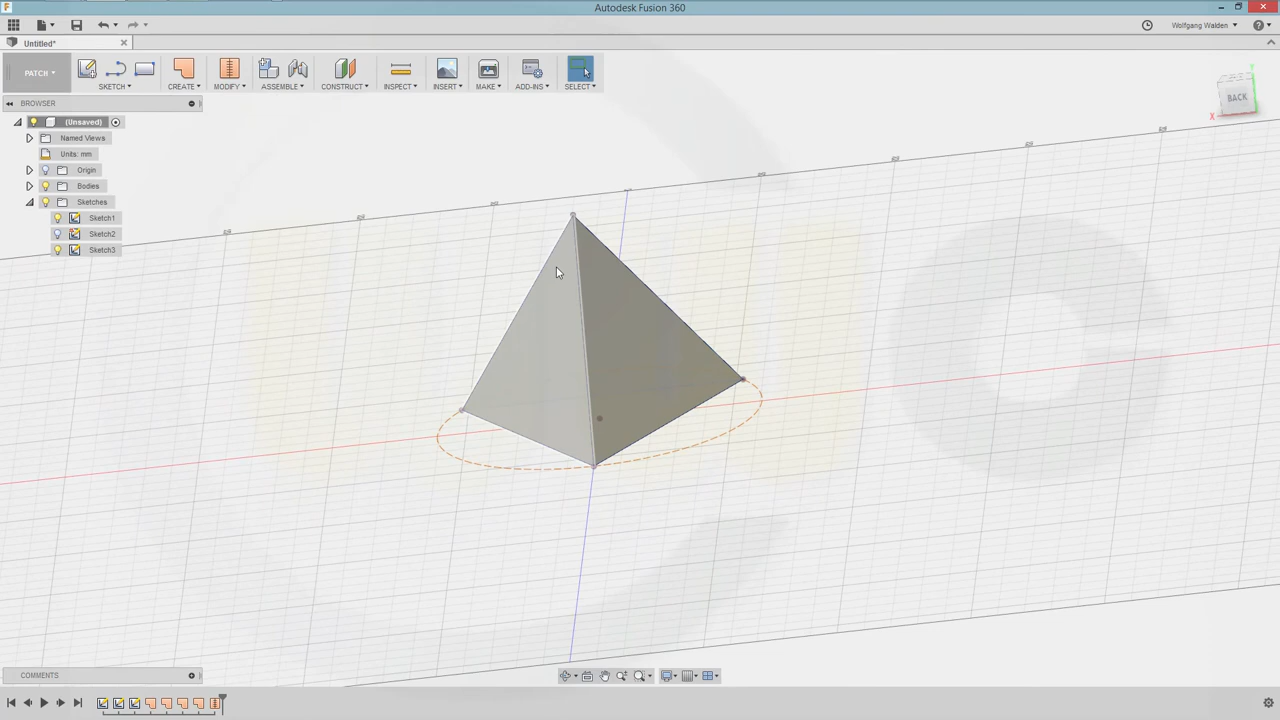 Autodesk Fusion 360
Wolfgang Walden
Untitled*
PATCH
SKETCH
CREATE
MODIFY
ASSEMBLE
CONSTRUCT
INSPECT
INSERT
MAKE
ADD-INS
SELECT
BACK
X
Y
BROWSER
(Unsaved)
Named Views
Units: mm
Origin
Bodies
Sketches
Sketch1
Sketch2
Sketch3
COMMENTS